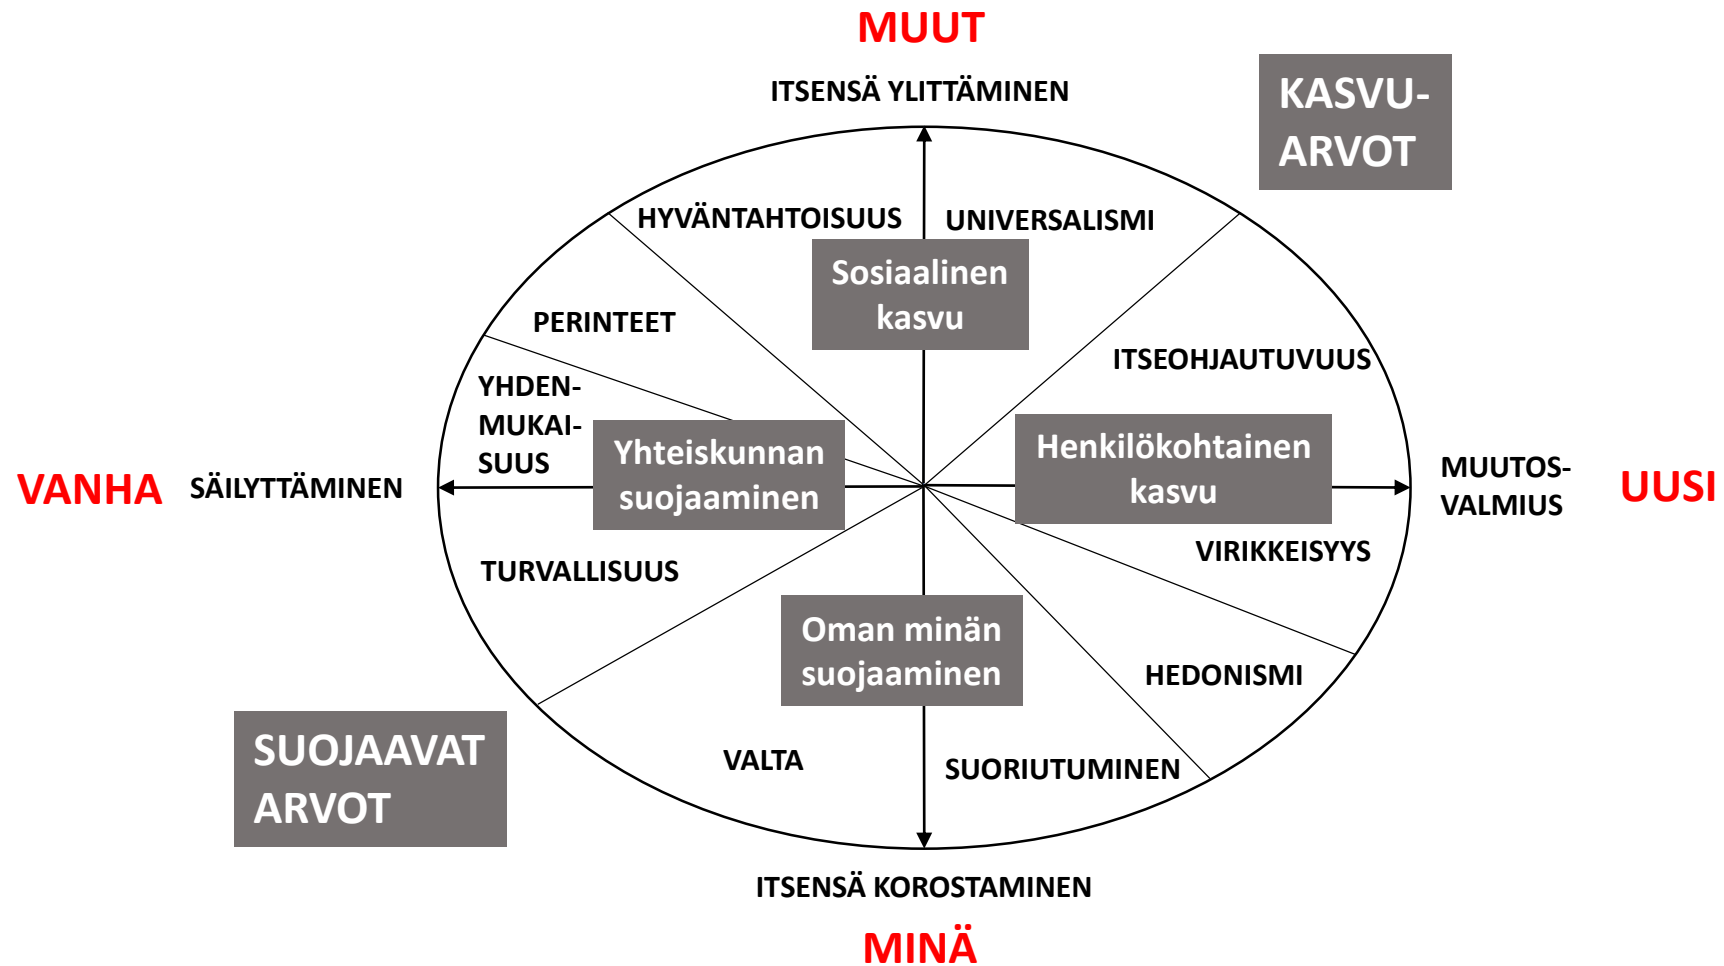 MUUT
ITSENSÄ YLITTÄMINEN
KASVU-
ARVOT
HYVÄNTAHTOISUUS
UNIVERSALISMI
Sosiaalinen
kasvu
PERINTEET
ITSEOHJAUTUVUUS
YHDEN-
MUKAI-
SUUS
Yhteiskunnan
suojaaminen
Henkilökohtainen
kasvu
VANHA
SÄILYTTÄMINEN
MUUTOS-
VALMIUS
UUSI
TURVALLISUUS
VIRIKKEISYYS
Oman minän
suojaaminen
HEDONISMI
SUOJAAVAT
ARVOT
VALTA
SUORIUTUMINEN
ITSENSÄ KOROSTAMINEN
MINÄ